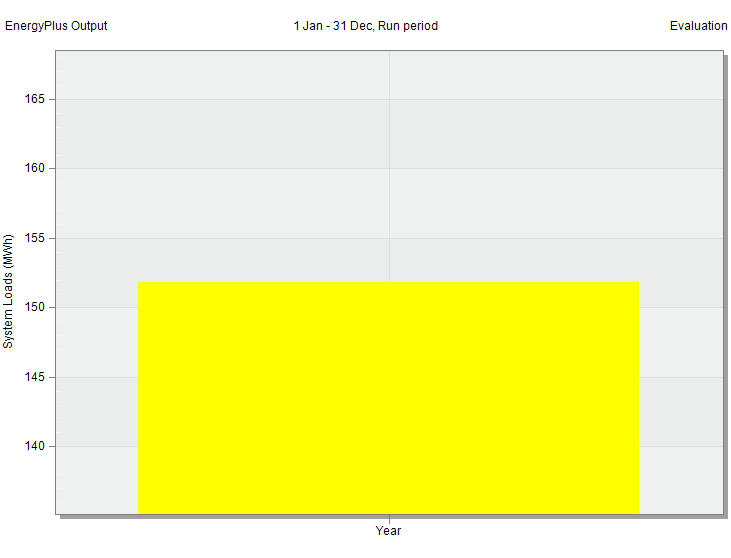 EnergyPlus Output
1 Jan - 31 Dec, Run period
Evaluation
System Loads (MWh)
165
160
155
150
145
140
Year